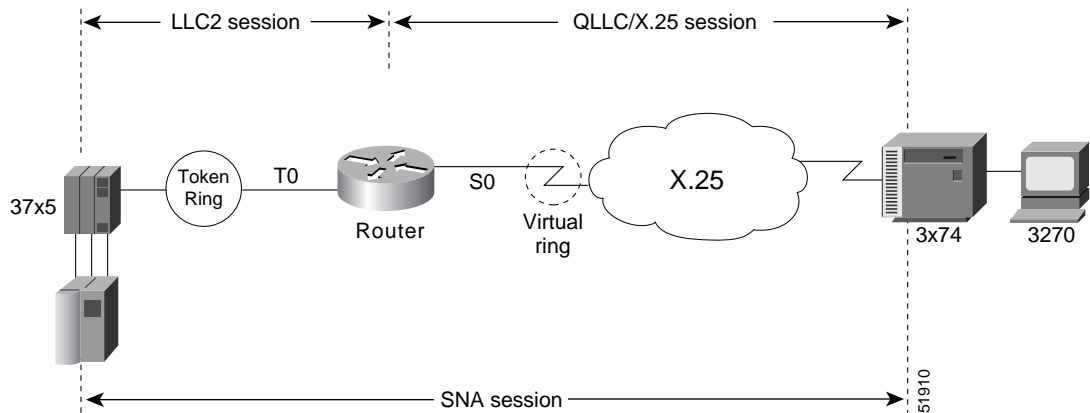 LLC2 session
QLLC/X.25 session
Token
Ring
T0
S0
X.25
37x5
Router
Virtual
ring
3x74
3270
SNA session
51910